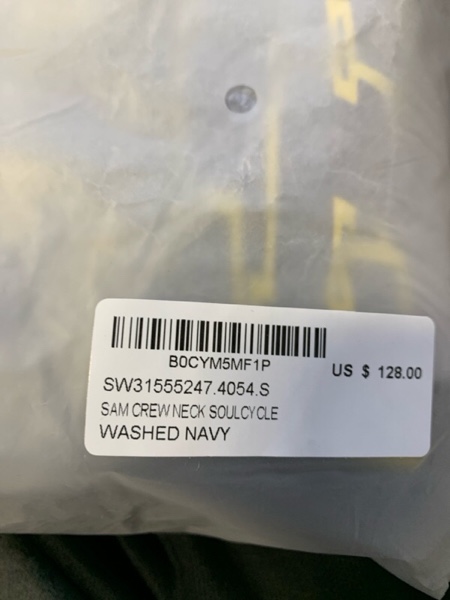 B0CYM5MF1P
US $ 128.00
SW31555247.4054.S
SAM CREW NECK SOULCYCLE
WASHED NAVY